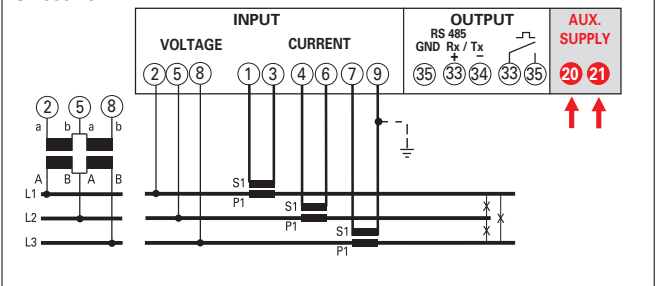 INPUT
OUTPUT
AUX.
SUPPLY
VOLTAGE
CURRENT
RS 485
GND Rx / Tx
+ −
2 5 8 1 3 4 6 7 9 35 33 34 33 35 20 21
2 5 8
a b a b
A B A B
L1
L2
L3
S1
P1
S1
P1
S1
P1
X
X
X